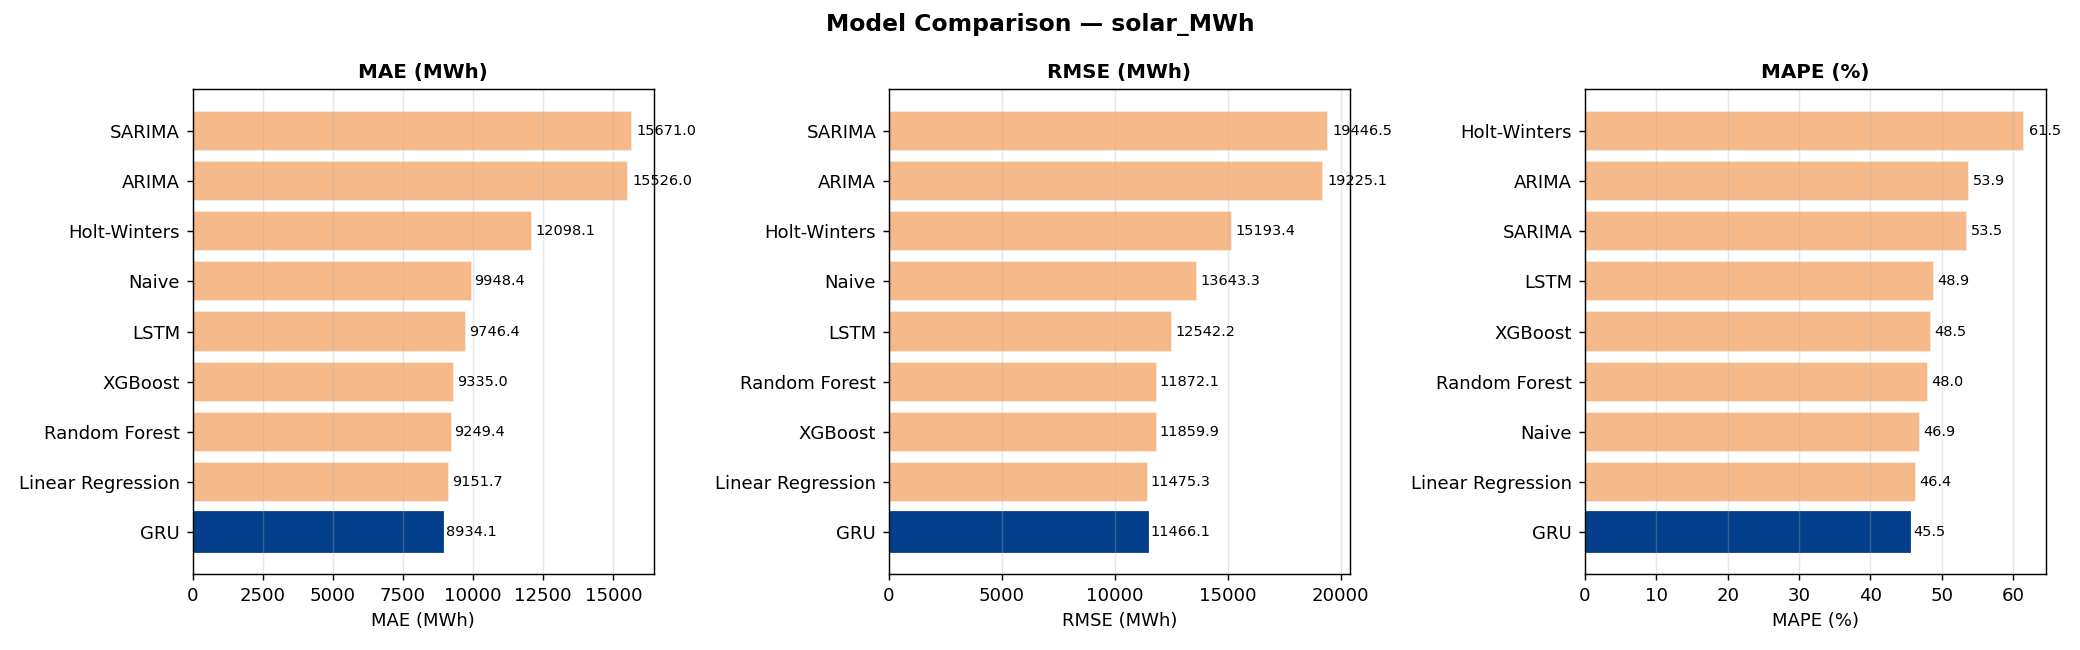 Model Comparison — solar_MWh
MAE (MWh)
SARIMA 15671.0
ARIMA 15526.0
Holt-Winters 12098.1
Naive 9948.4
LSTM 9746.4
XGBoost 9335.0
Random Forest 9249.4
Linear Regression 9151.7
GRU 8934.1
0 2500 5000 7500 10000 12500 15000
MAE (MWh)
RMSE (MWh)
SARIMA 19446.5
ARIMA 19225.1
Holt-Winters 15193.4
Naive 13643.3
LSTM 12542.2
Random Forest 11872.1
XGBoost 11859.9
Linear Regression 11475.3
GRU 11466.1
0 5000 10000 15000 20000
RMSE (MWh)
MAPE (%)
Holt-Winters 61.5
ARIMA 53.9
SARIMA 53.5
LSTM 48.9
XGBoost 48.5
Random Forest 48.0
Naive 46.9
Linear Regression 46.4
GRU 45.5
0 10 20 30 40 50 60
MAPE (%)